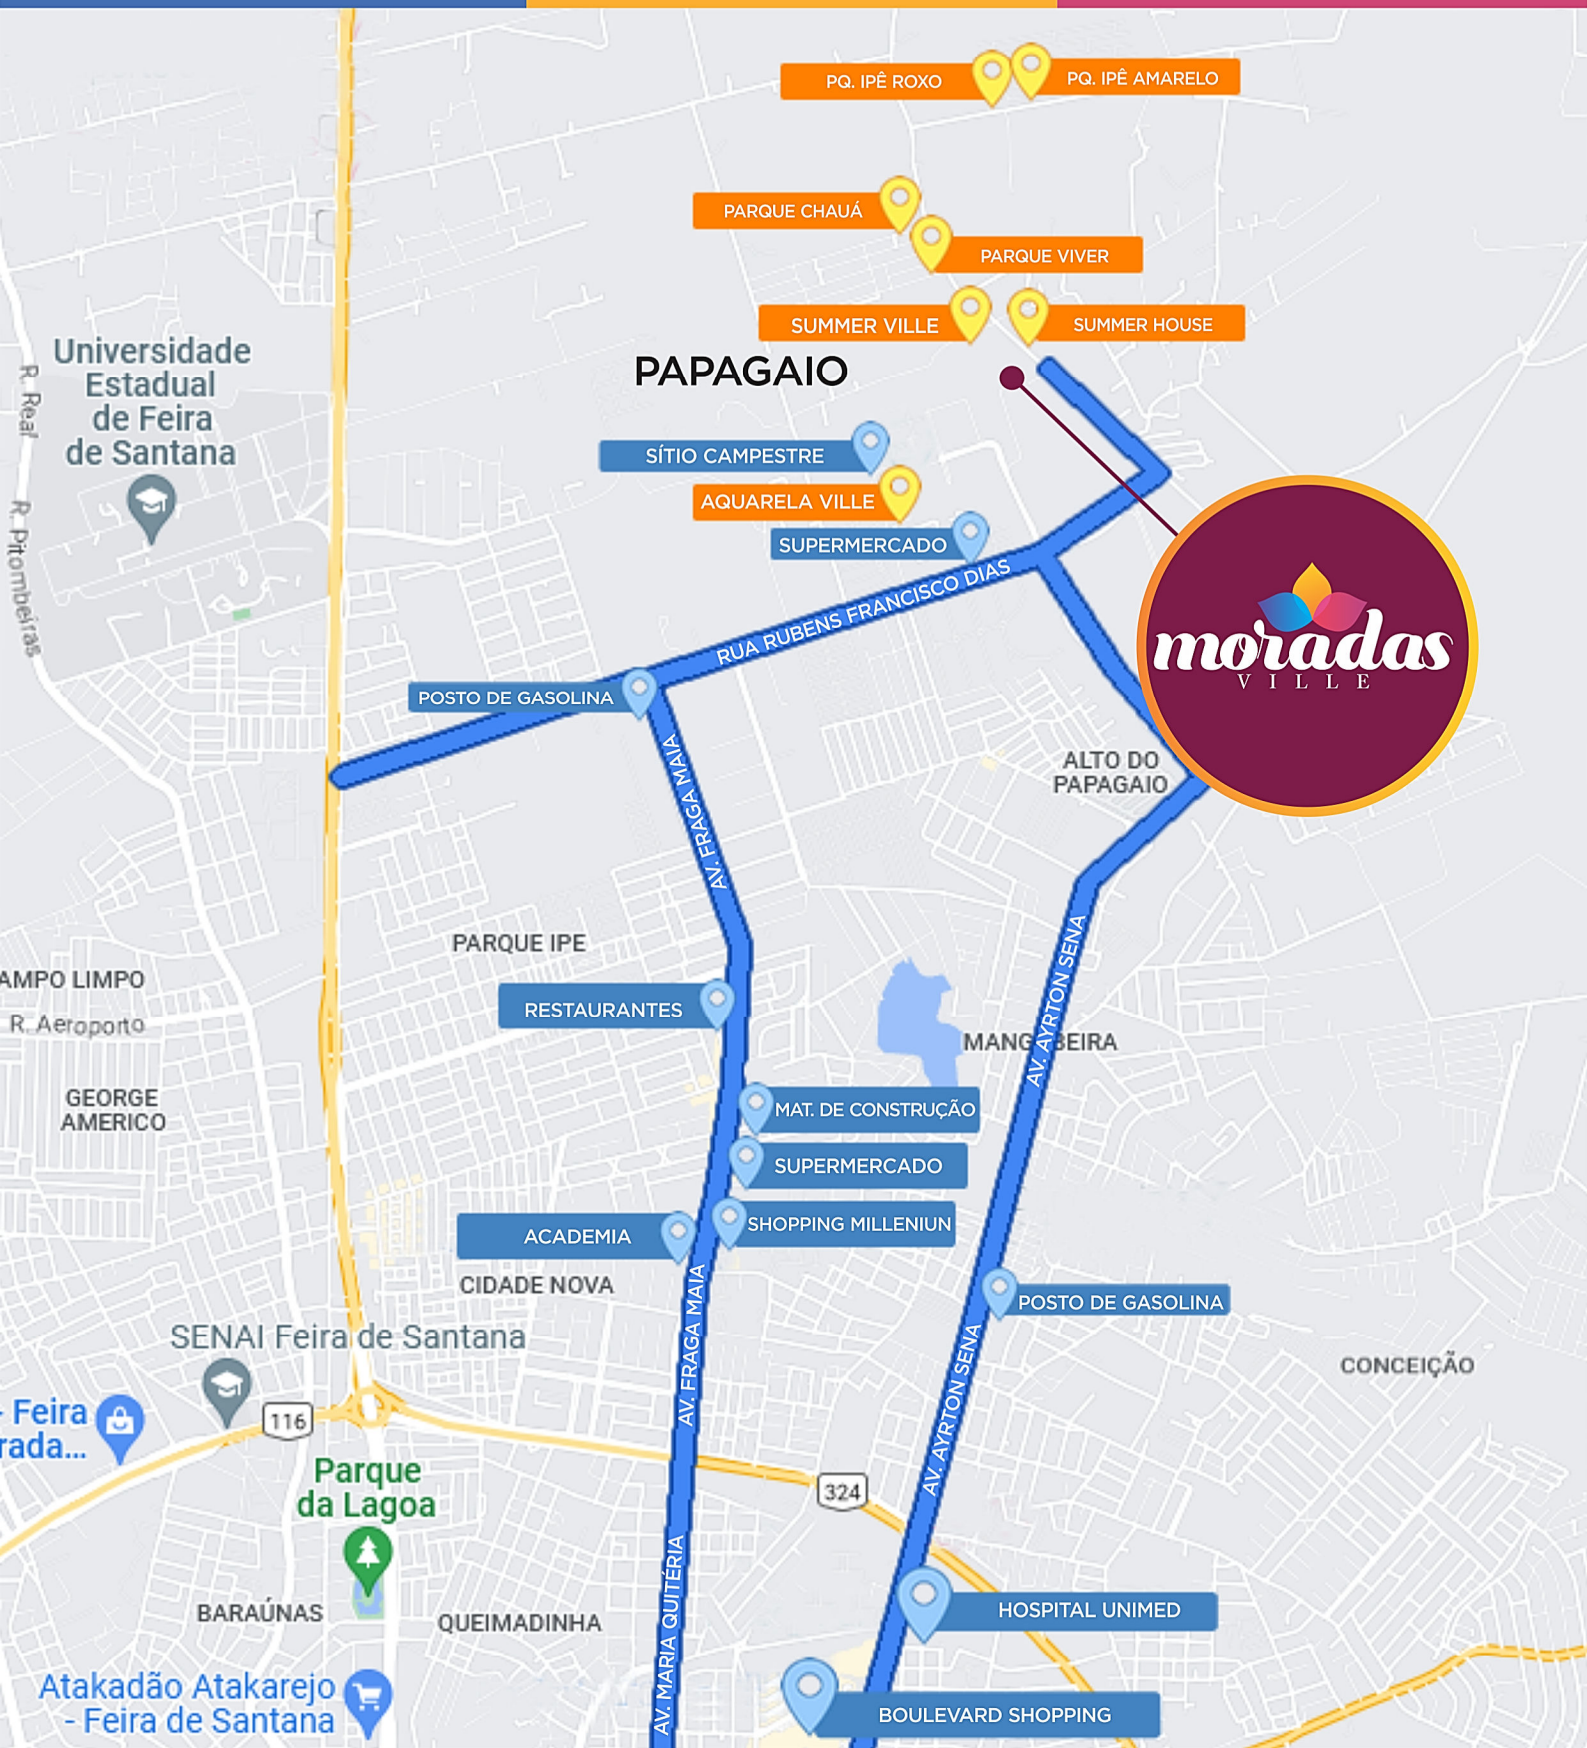 PQ. IPÊ ROXO
PQ. IPÊ AMARELO
PARQUE CHAUÁ
PARQUE VIVER
SUMMER VILLE
SUMMER HOUSE
Universidade
Estadual
de Feira
de Santana
PAPAGAIO
R. Real
SÍTIO CAMPESTRE
AQUARELA VILLE
SUPERMERCADO
R. Pitombeiras
RUA RUBENS FRANCISCO DIAS
moradas
VILLE
POSTO DE GASOLINA
AV. FRAGA MAIA
ALTO DO
PAPAGAIO
PARQUE IPE
AMPO LIMPO
R. Aeroporto
RESTAURANTES
AV. AYRTON SENA
MANG BEIRA
GEORGE
AMERICO
MAT. DE CONSTRUÇÃO
SUPERMERCADO
SHOPPING MILLENIUN
ACADEMIA
CIDADE NOVA
POSTO DE GASOLINA
SENAI Feira de Santana
AV. FRAGA MAIA
AV. AYRTON SENA
CONCEIÇÃO
- Feira
rada...
116
Parque
da Lagoa
324
AV. MARIA QUITÉRIA
BARAÚNAS
QUEIMADINHA
HOSPITAL UNIMED
Atakadão Atakarejo
- Feira de Santana
BOULEVARD SHOPPING